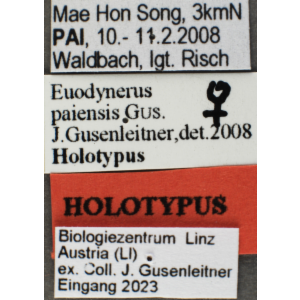 Mae Hon Song, 3kmN
PAI, 10.- 11.2.2008
Waldbach, lgt. Risch
Euodynerus ♀
paiensis Gus.
J.Gusenleitner,det.2008
Holotypus
HOLOTYPUS
Biologiezentrum Linz
Austria (LI)
ex. Coll. J. Gusenleitner
Eingang 2023